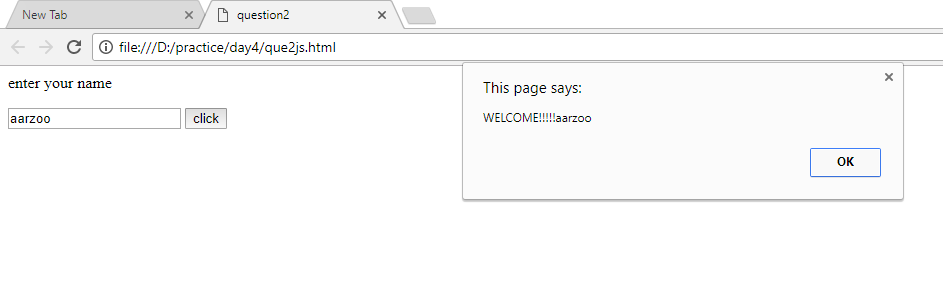 New Tab
question2
file:///D:/practice/day4/que2js.html
enter your name
aarzoo click
This page says:
WELCOME!!!!!aarzoo
OK